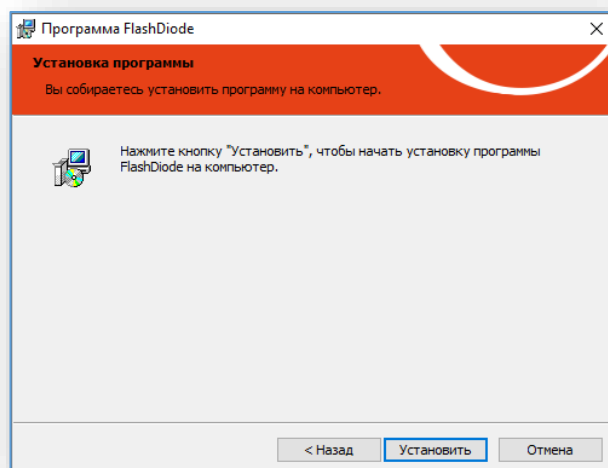 Программа FlashDiode
Установка программы
Вы собираетесь установить программу на компьютер.
Нажмите кнопку "Установить", чтобы начать установку программы
FlashDiode на компьютер.
< Назад
Установить
Отмена